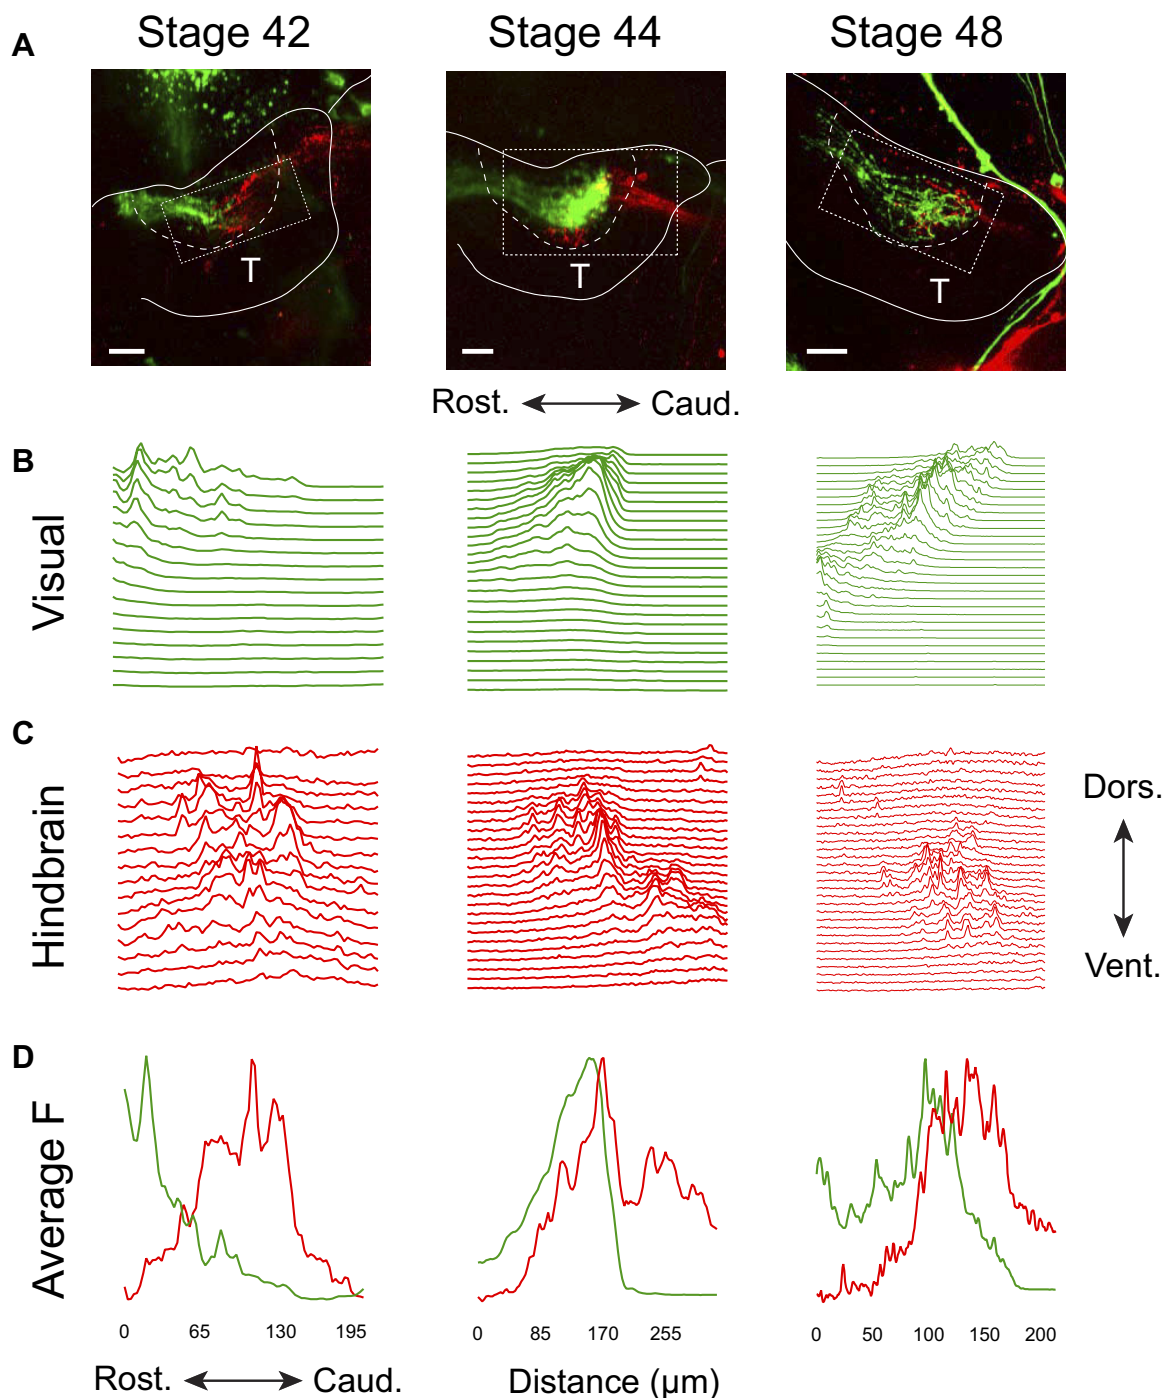 A
Stage 42
Stage 44
Stage 48
T
T
T
Rost.
Caud.
B
Visual
C
Hindbrain
Dors.
Vent.
D
Average F
0 65 130 195
0 85 170 255
0 50 100 150 200
Rost.
Caud.
Distance (µm)